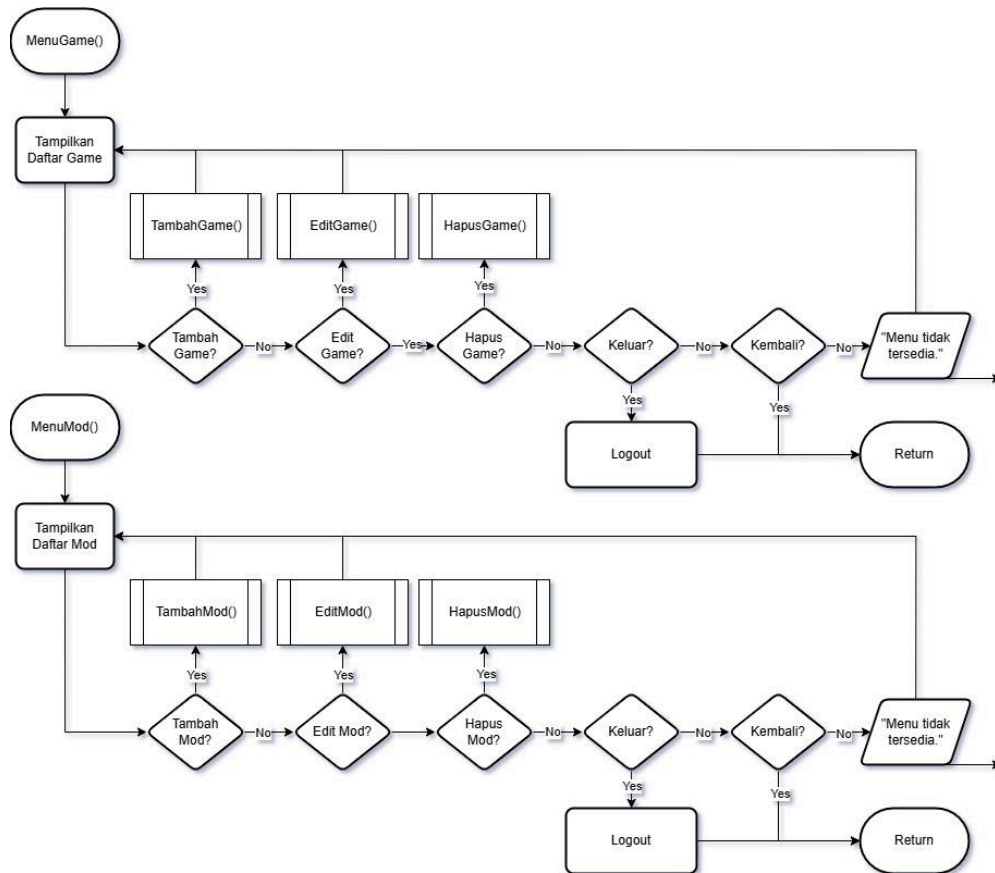 MenuGame()
Tampilkan
Daftar Game
TambahGame()
EditGame()
HapusGame()
Yes
Yes
Yes
Tambah
Game?
No
Edit
Game?
Yes
Hapus
Game?
No
Keluar?
No
Kembali?
No
"Menu tidak
tersedia."
Yes
Yes
MenuMod()
Logout
Return
Tampilkan
Daftar Mod
TambahMod()
EditMod()
HapusMod()
Yes
Yes
Yes
Tambah
Mod?
No
Edit Mod?
Hapus
Mod?
No
Keluar?
No
Kembali?
No
"Menu tidak
tersedia."
Yes
Yes
Logout
Return